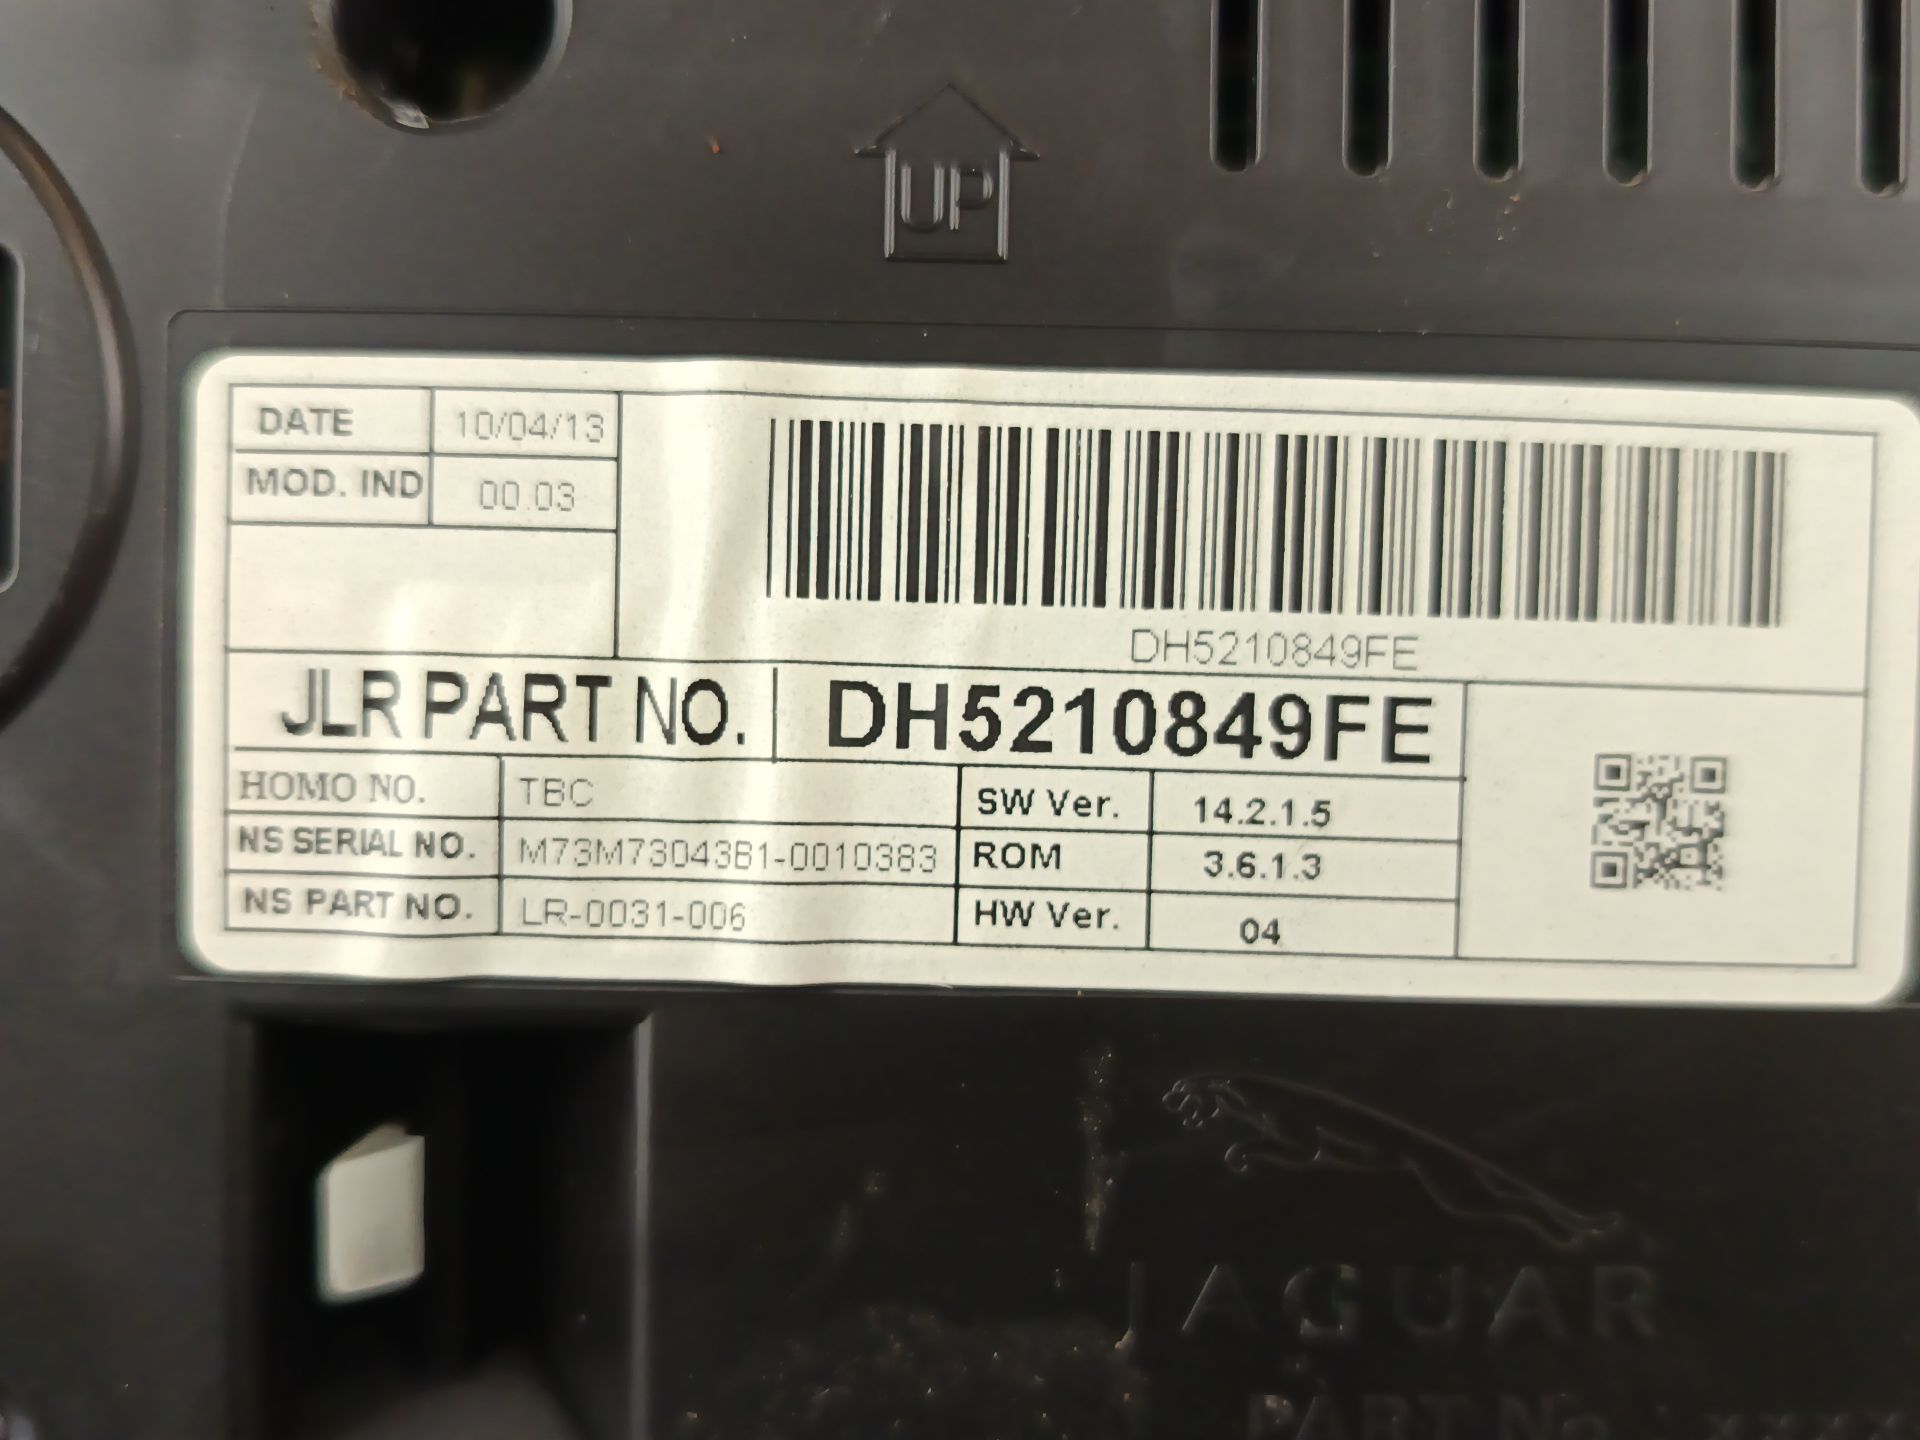 UP
DATE 10/04/13
MOD. IND 00.03
DH5210849FE
JLR PART NO. DH5210849FE
HOMO NO. TBC SW Ver. 14.2.1.5
NS SERIAL NO. M73M73043B1-0010383 ROM 3.6.1.3
NS PART NO. LR-0031-006 HW Ver. 04
JAGUAR
PART No.